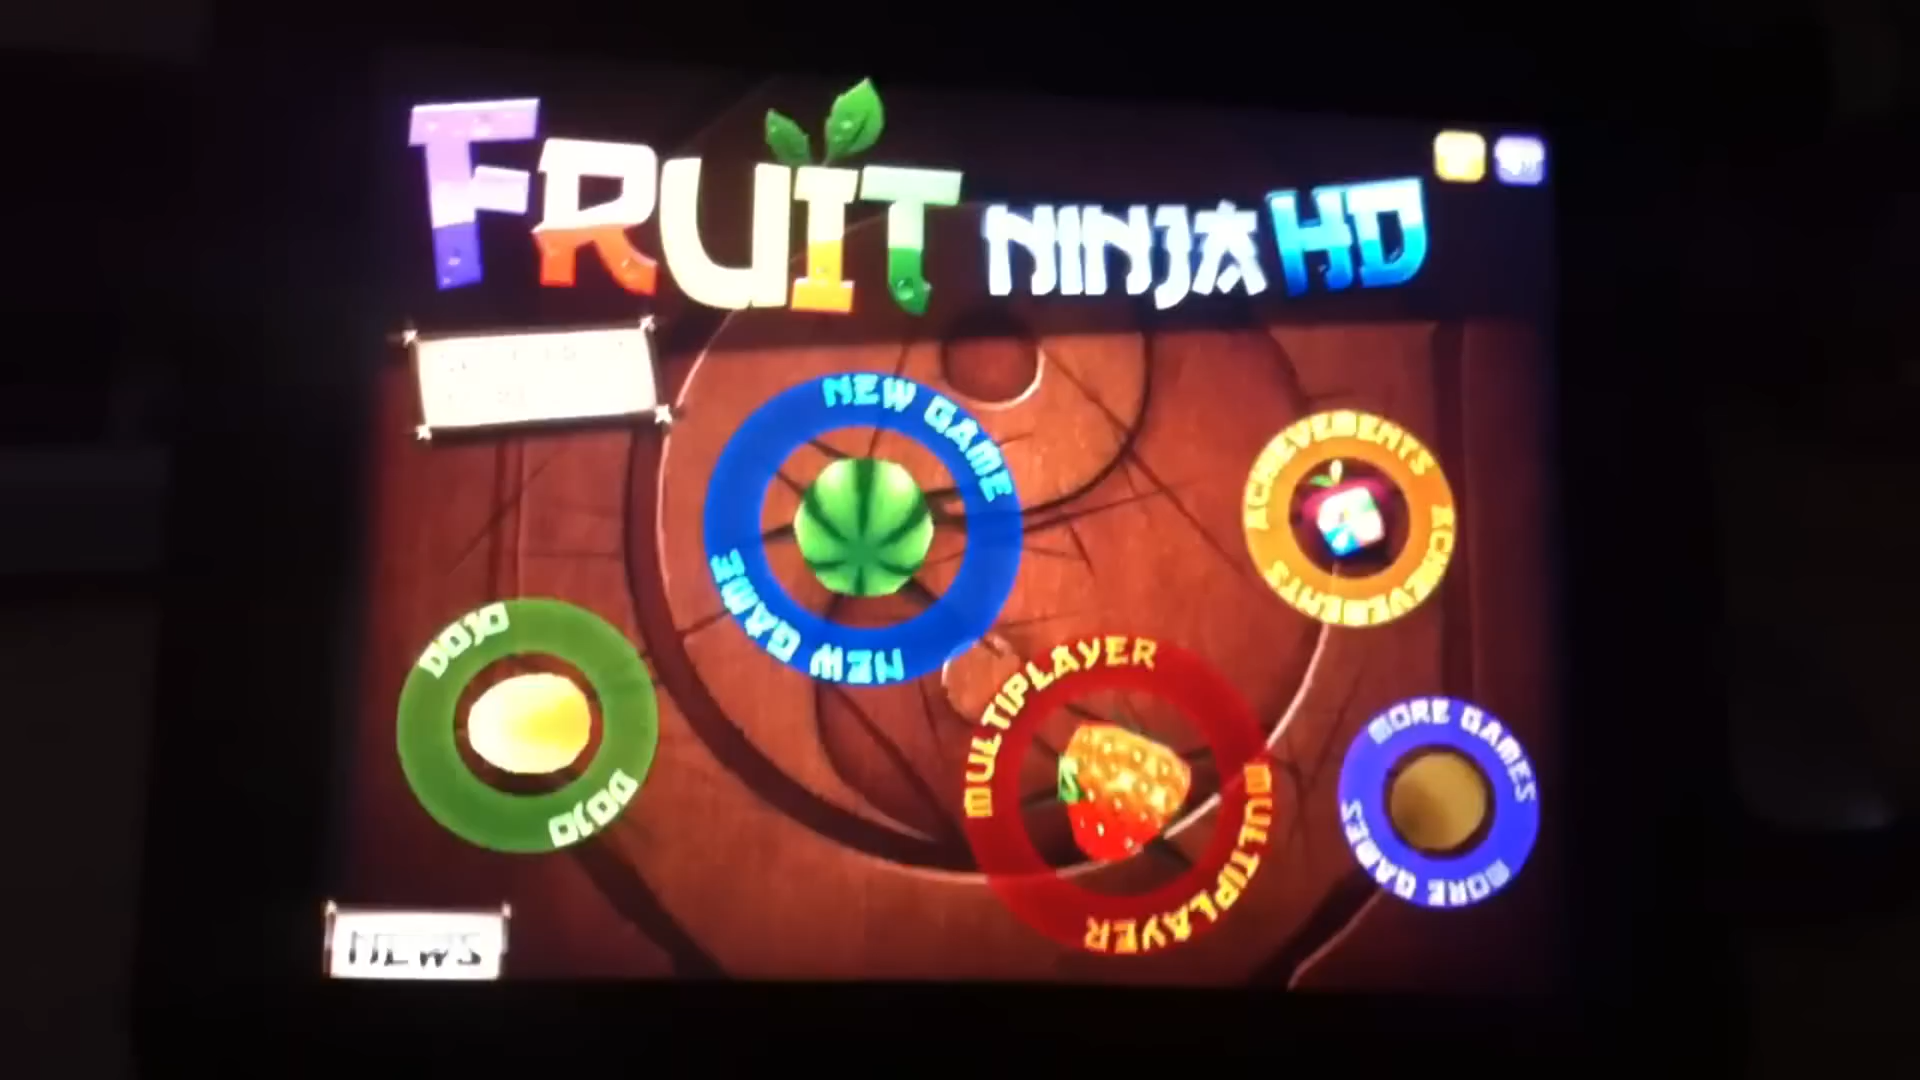 FRUIT NINJA HD
NEW GAME
NEW GAME
ACHIEVEMENTS
ACHIEVEMENTS
DOJO
DOJO
MULTIPLAYER
MULTIPLAYER
MORE GAMES
MORE GAMES
NEWS